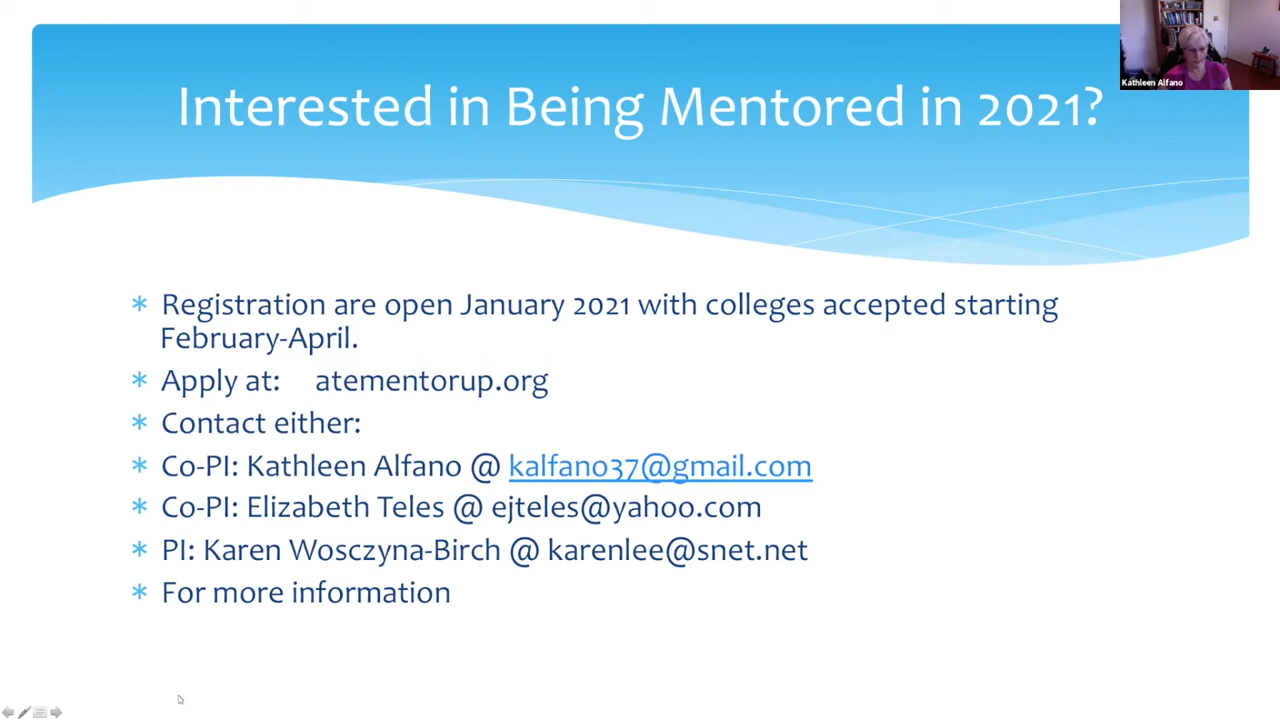 Kathleen Alfano
Interested in Being Mentored in 2021?
* Registration are open January 2021 with colleges accepted starting
February-April.
* Apply at: atementorup.org
* Contact either:
* Co-PI: Kathleen Alfano @ kalfano37@gmail.com
* Co-PI: Elizabeth Teles @ ejteles@yahoo.com
* PI: Karen Wosczyna-Birch @ karenlee@snet.net
* For more information